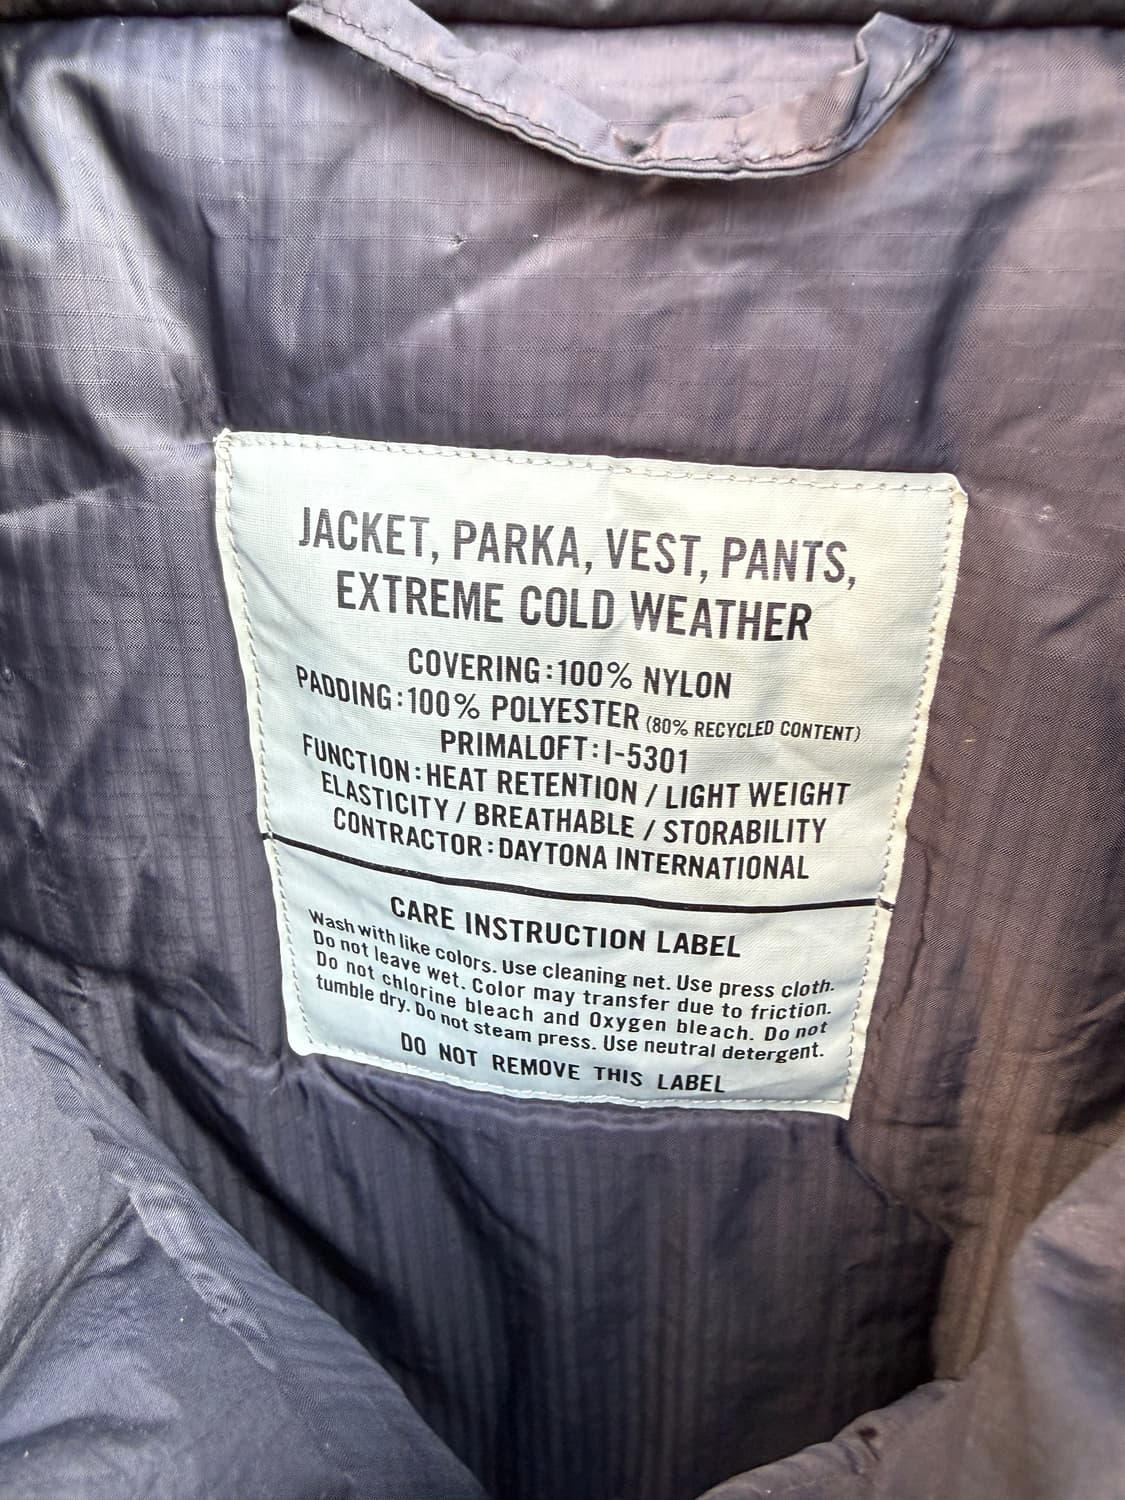 JACKET, PARKA, VEST, PANTS,
EXTREME COLD WEATHER
COVERING:100% NYLON
PADDING:100% POLYESTER (80% RECYCLED CONTENT)
PRIMALOFT:I-5301
FUNCTION:HEAT RETENTION / LIGHT WEIGHT
ELASTICITY / BREATHABLE / STORABILITY
CONTRACTOR:DAYTONA INTERNATIONAL
CARE INSTRUCTION LABEL
Wash with like colors. Use cleaning net. Use press cloth.
Do not leave wet. Color may transfer due to friction.
Do not chlorine bleach and Oxygen bleach. Do not
tumble dry. Do not steam press. Use neutral detergent.
DO NOT REMOVE THIS LABEL